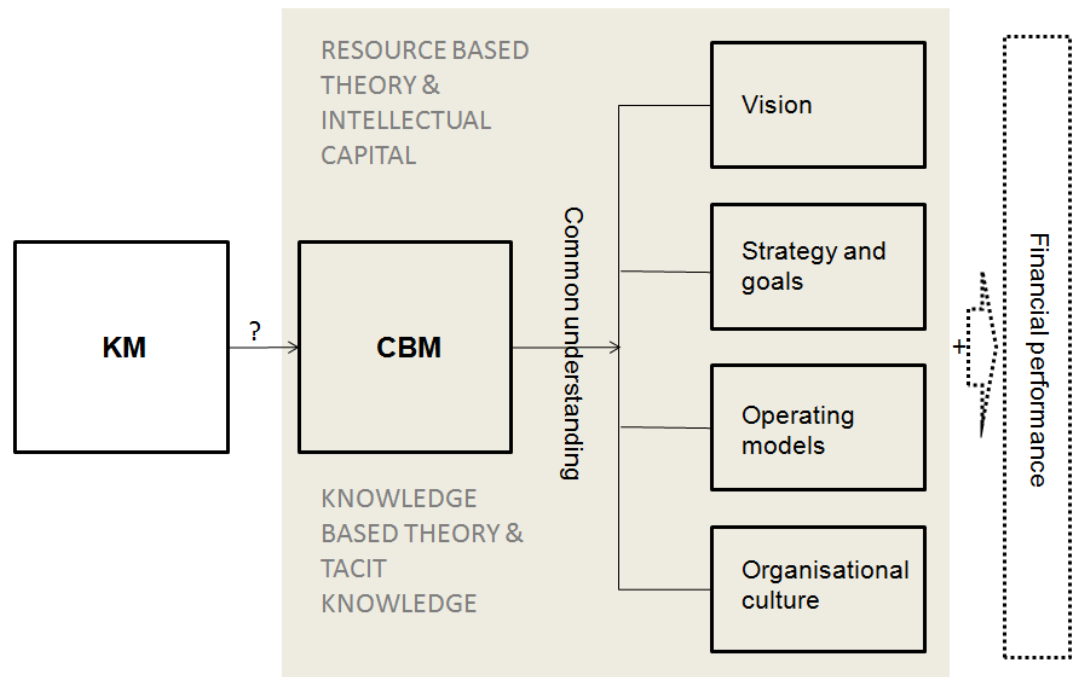 RESOURCE BASED
THEORY &
INTELLECTUAL
CAPITAL
KM
?
CBM
KNOWLEDGE
BASED THEORY &
TACIT
KNOWLEDGE
Common understanding
Vision
Strategy and
goals
Operating
models
Organisational
culture
+
Financial performance